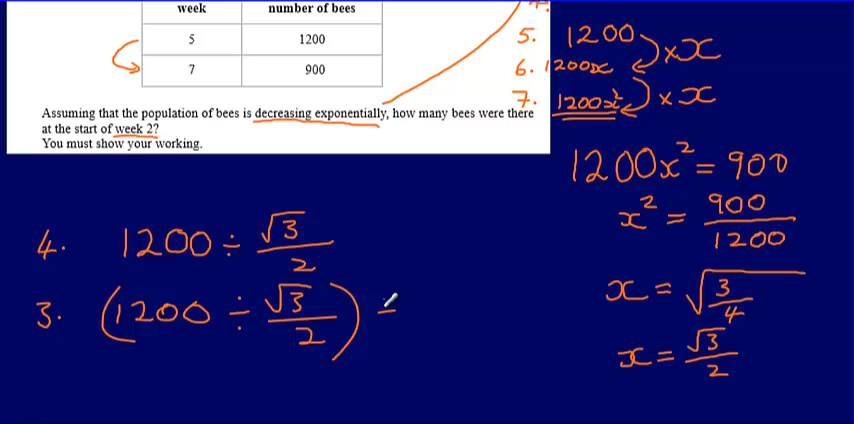 week number of bees
5 1200
7 900
Assuming that the population of bees is decreasing exponentially, how many bees were there
at the start of week 2?
You must show your working.
5. 1200
×x
6. 1200x
7. 1200x² ×x
1200x² = 900
x² = 900/1200
x = √(3/4)
x = √3/2
4. 1200 ÷ √3/2
3. (1200 ÷ √3/2) ÷